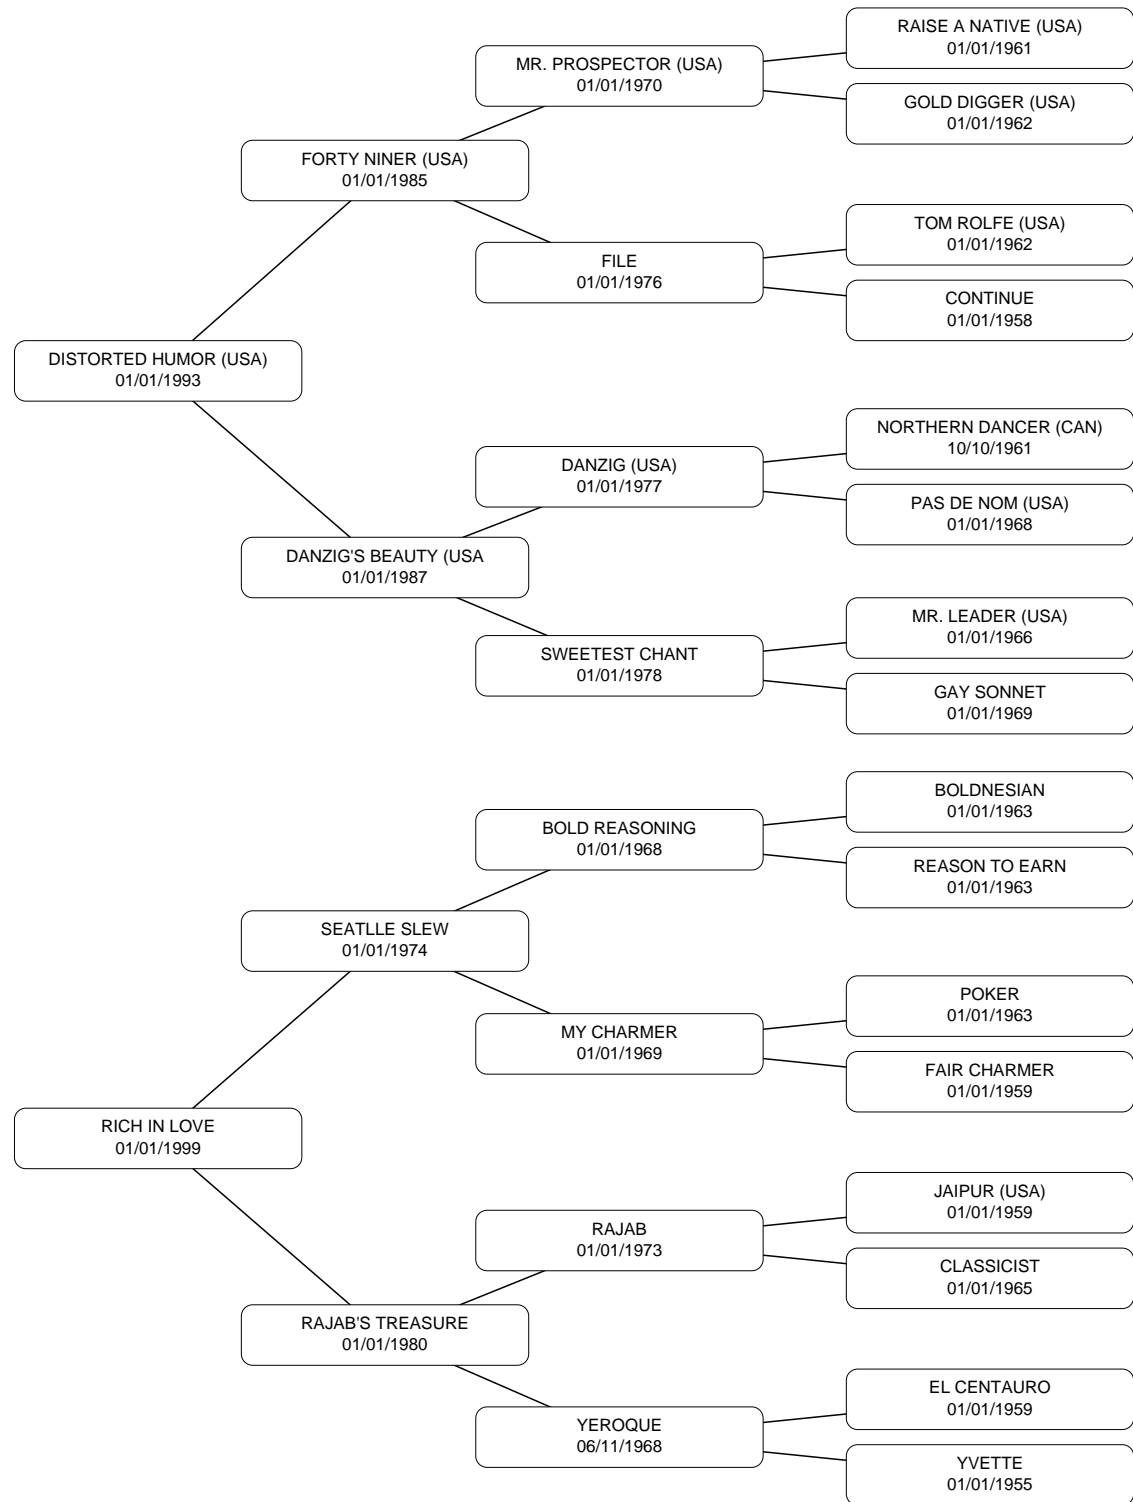 RAISE A NATIVE (USA)
01/01/1961
MR. PROSPECTOR (USA)
01/01/1970
GOLD DIGGER (USA)
01/01/1962
FORTY NINER (USA)
01/01/1985
TOM ROLFE (USA)
01/01/1962
FILE
01/01/1976
CONTINUE
01/01/1958
DISTORTED HUMOR (USA)
01/01/1993
NORTHERN DANCER (CAN)
10/10/1961
DANZIG (USA)
01/01/1977
PAS DE NOM (USA)
01/01/1968
DANZIG'S BEAUTY (USA
01/01/1987
MR. LEADER (USA)
01/01/1966
SWEETEST CHANT
01/01/1978
GAY SONNET
01/01/1969
BOLDNESIAN
01/01/1963
BOLD REASONING
01/01/1968
REASON TO EARN
01/01/1963
SEATLLE SLEW
01/01/1974
POKER
01/01/1963
MY CHARMER
01/01/1969
FAIR CHARMER
01/01/1959
RICH IN LOVE
01/01/1999
JAIPUR (USA)
01/01/1959
RAJAB
01/01/1973
CLASSICIST
01/01/1965
RAJAB'S TREASURE
01/01/1980
EL CENTAURO
01/01/1959
YEROQUE
06/11/1968
YVETTE
01/01/1955